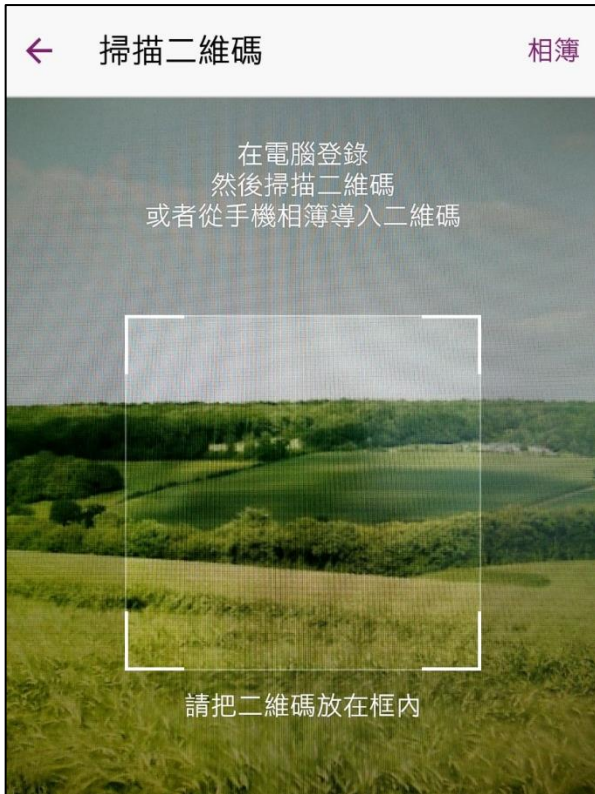 掃描二維碼
相簿
在電腦登錄
然後掃描二維碼
或者從手機相簿導入二維碼
請把二維碼放在框內